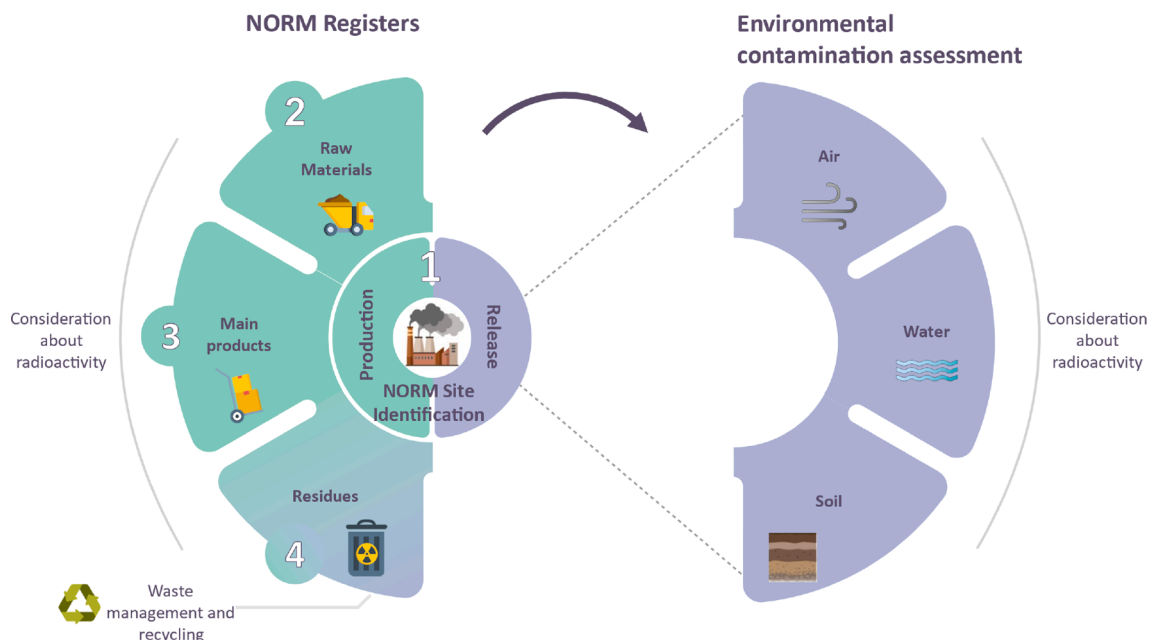 NORM Registers
Environmental
contamination assessment
2
Raw
Materials
Air
1
Production
Release
3
Main
products
Water
Consideration
about
radioactivity
Consideration
about
radioactivity
NORM Site
Identification
Residues
Soil
4
Waste
management and
recycling